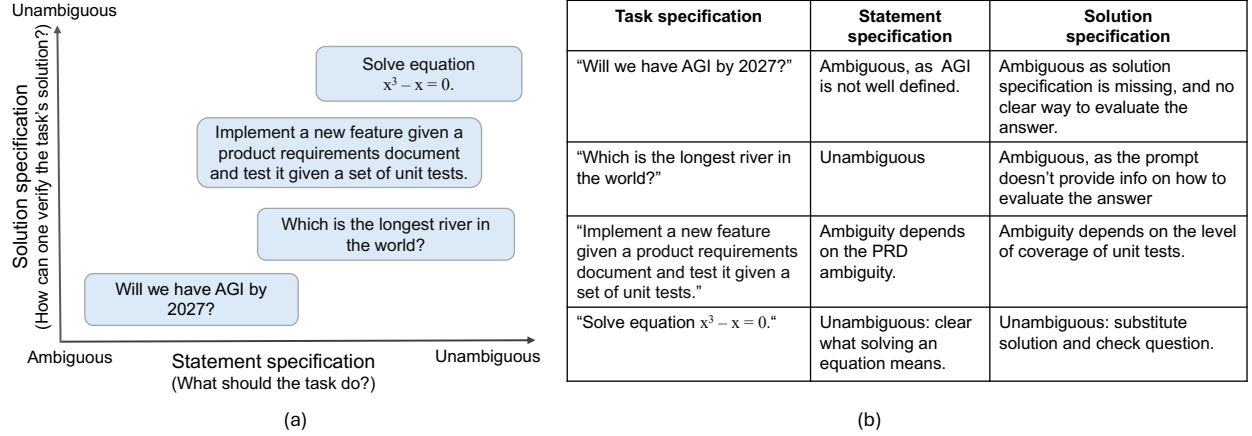 Unambiguous
Solution specification
(How can one verify the task's solution?)
Solve equation
x³ – x = 0.
Implement a new feature given a
product requirements document
and test it given a set of unit tests.
Which is the longest river in
the world?
Will we have AGI by
2027?
Ambiguous
Statement specification
(What should the task do?)
Unambiguous
(a)
Task specification
Statement
specification
Solution
specification
“Will we have AGI by 2027?”
Ambiguous, as AGI
is not well defined.
Ambiguous as solution
specification is missing, and no
clear way to evaluate the
answer.
“Which is the longest river in
the world?”
Unambiguous
Ambiguous, as the prompt
doesn’t provide info on how to
evaluate the answer
“Implement a new feature
given a product requirements
document and test it given a
set of unit tests.”
Ambiguity depends
on the PRD
ambiguity.
Ambiguity depends on the level
of coverage of unit tests.
“Solve equation x³ – x = 0.“
Unambiguous: clear
what solving an
equation means.
Unambiguous: substitute
solution and check question.
(b)